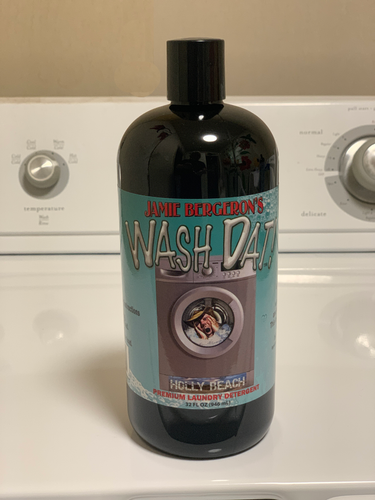 JAMIE BERGERON'S
WASH DAT
HOLLY BEACH
PREMIUM LAUNDRY DETERGENT
32 FL OZ (946 mL)
temperature
normal
delicate